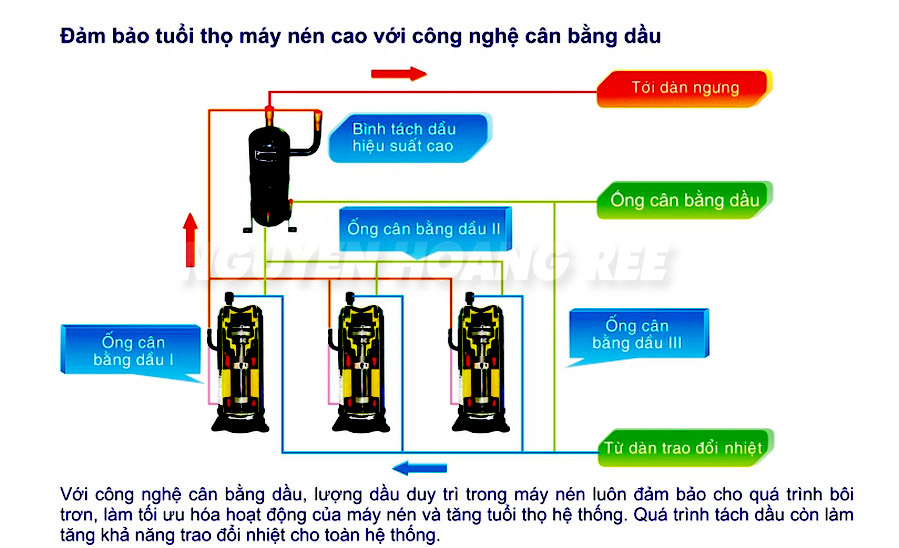 Đảm bảo tuổi thọ máy nén cao với công nghệ cân bằng dầu
Tới dàn ngưng
Bình tách dầu
hiệu suất cao
Ống cân bằng dầu
Ống cân bằng dầu II
NGUYEN HOANG REE
Ống cân
bằng dầu I
Ống cân
bằng dầu III
Từ dàn trao đổi nhiệt
Với công nghệ cân bằng dầu, lượng dầu duy trì trong máy nén luôn đảm bảo cho quá trình bôi
trơn, làm tối ưu hóa hoạt động của máy nén và tăng tuổi thọ hệ thống. Quá trình tách dầu còn làm
tăng khả năng trao đổi nhiệt cho toàn hệ thống.